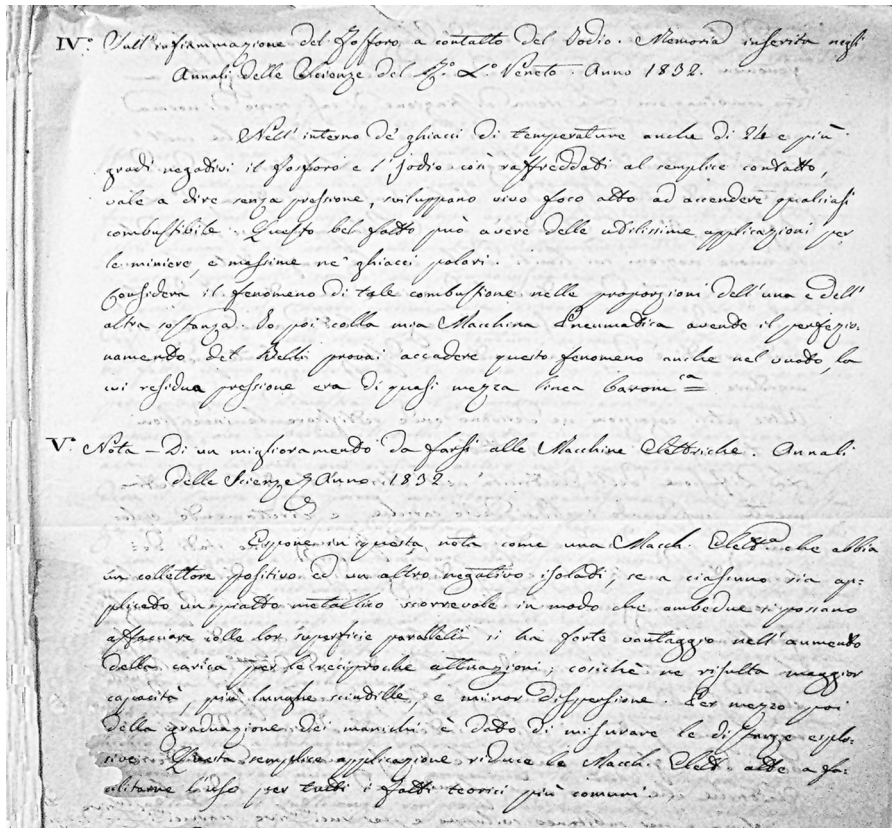 IV.° Sull'infiammazione del Fosforo a contatto del Iodio. Memoria inserita negli
Annali delle Scienze del R.° L.° Veneto. Anno 1832.
Nell'interno de' ghiacci di temperature anche di 24 e più
gradi negativi il Fosforo e l'Jodio così raffreddati al semplice contatto,
vale a dire senza pressione, sviluppano vivo foco atto ad accendere qualsiasi
combustibile. Questo bel fatto può avere delle utilissime applicazioni per
le miniere, e massime ne' ghiacci polari.
Considera il fenomeno di tale combustione nelle proporzioni dell'una e dell'
altra sostanza. Io poi colla mia Macchina Pneumatica avente il perfezio-
namento del Belli provai accadere questo fenomeno anche nel vuoto, la
cui residua pressione era di quasi mezza linea barom.ca
V.° Nota - Di un miglioramento da farsi alle Macchine Elettriche. Annali
delle Scienze Anno 1832
Espone in questa nota come una Macch. Elett.a che abbia
un collettore positivo ed un altro negativo isolati, se a ciascuno sia ap=
plicato un piatto metallico scorrevole in modo che ambedue si possano
affacciare colle lor superficie parallelli si ha forte vantaggio nell'aumento
della carica per le reciproche attuazioni; cosichè ne risulta maggior
capacità, più lunghe scintille, e minor dispersione. Per mezzo poi
della graduazione dei manichi è dato di misurare le distanze esplo-
sive. Questa semplice applicazione riduce le Macch. Elett. atte a fa-
cilitarne l'uso per tutti i fatti teorici più comuni.